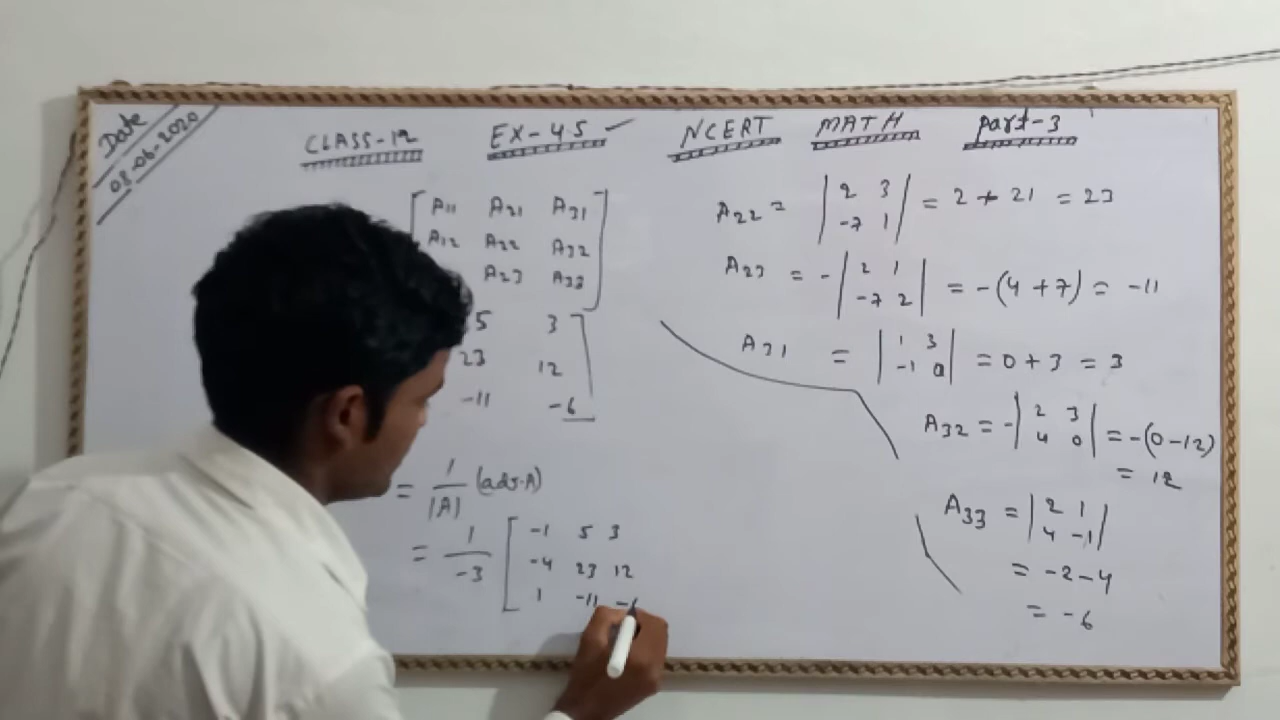 Date
08-06-2020
CLASS-12 EX-4.5 ✓ NCERT MATH Part-3
A11 A21 A31
A12 A22 A32
A23 A33
5 3
23 12
-11 -6
= 1/|A| (adj.A)
= 1/-3 [ -1 5 3
-4 23 12
1 -11 -6
A22 = | 2 3
-7 1 | = 2 + 21 = 23
A23 = - | 2 1
-7 2 | = -(4+7) = -11
A31 = | 1 3
-1 0 | = 0+3 = 3
A32 = - | 2 3
4 0 | = -(0-12)
= 12
A33 = | 2 1
4 -1 |
= -2-4
= -6